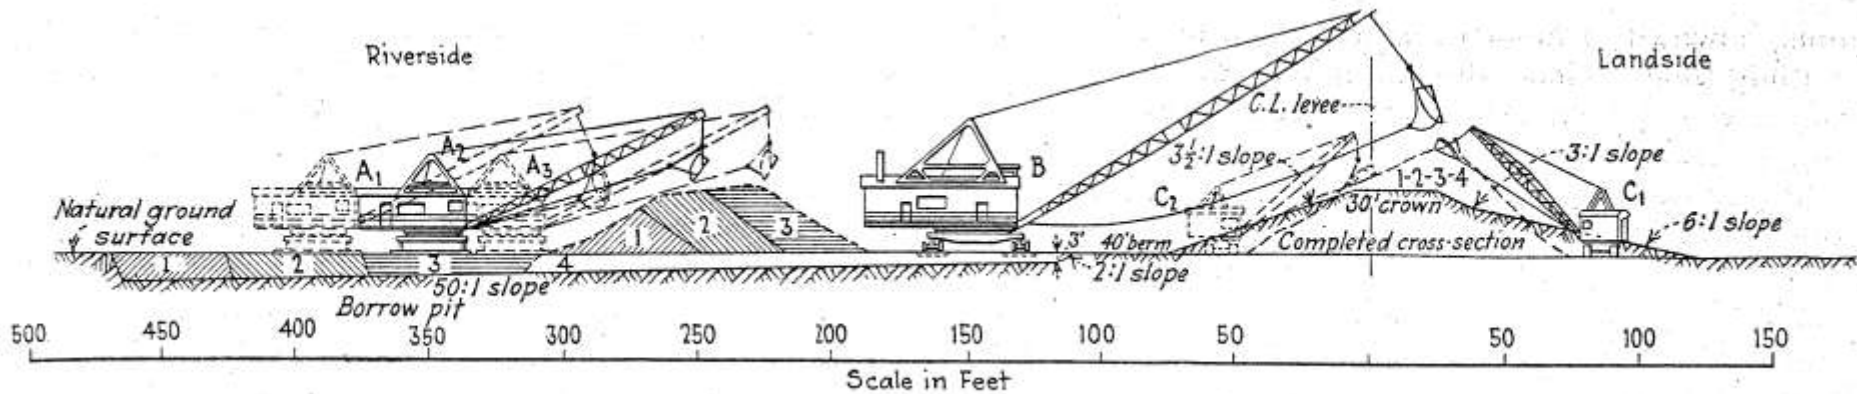 Riverside
Landside
C.L. levee
A1
A2
A3
B
C2
3½:1 slope
1-2-3-4
30' crown
3:1 slope
C1
6:1 slope
Natural ground
surface
1
2
3
1
2
3
4
50:1 slope
Borrow pit
3'
40' berm
2:1 slope
Completed cross-section
500 450 400 350 300 250 200 150 100 50 50 100 150
Scale in Feet